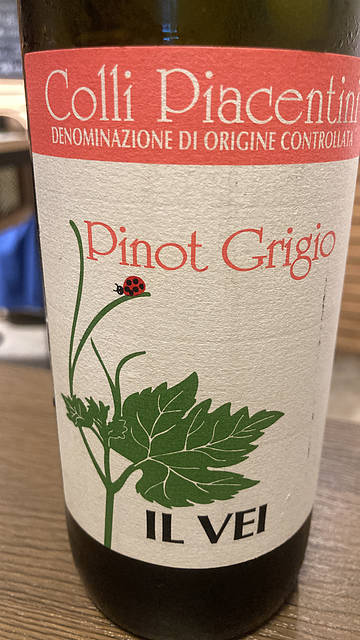 Colli Piacentini
DENOMINAZIONE DI ORIGINE CONTROLLATA
Pinot Grigio
IL VEI